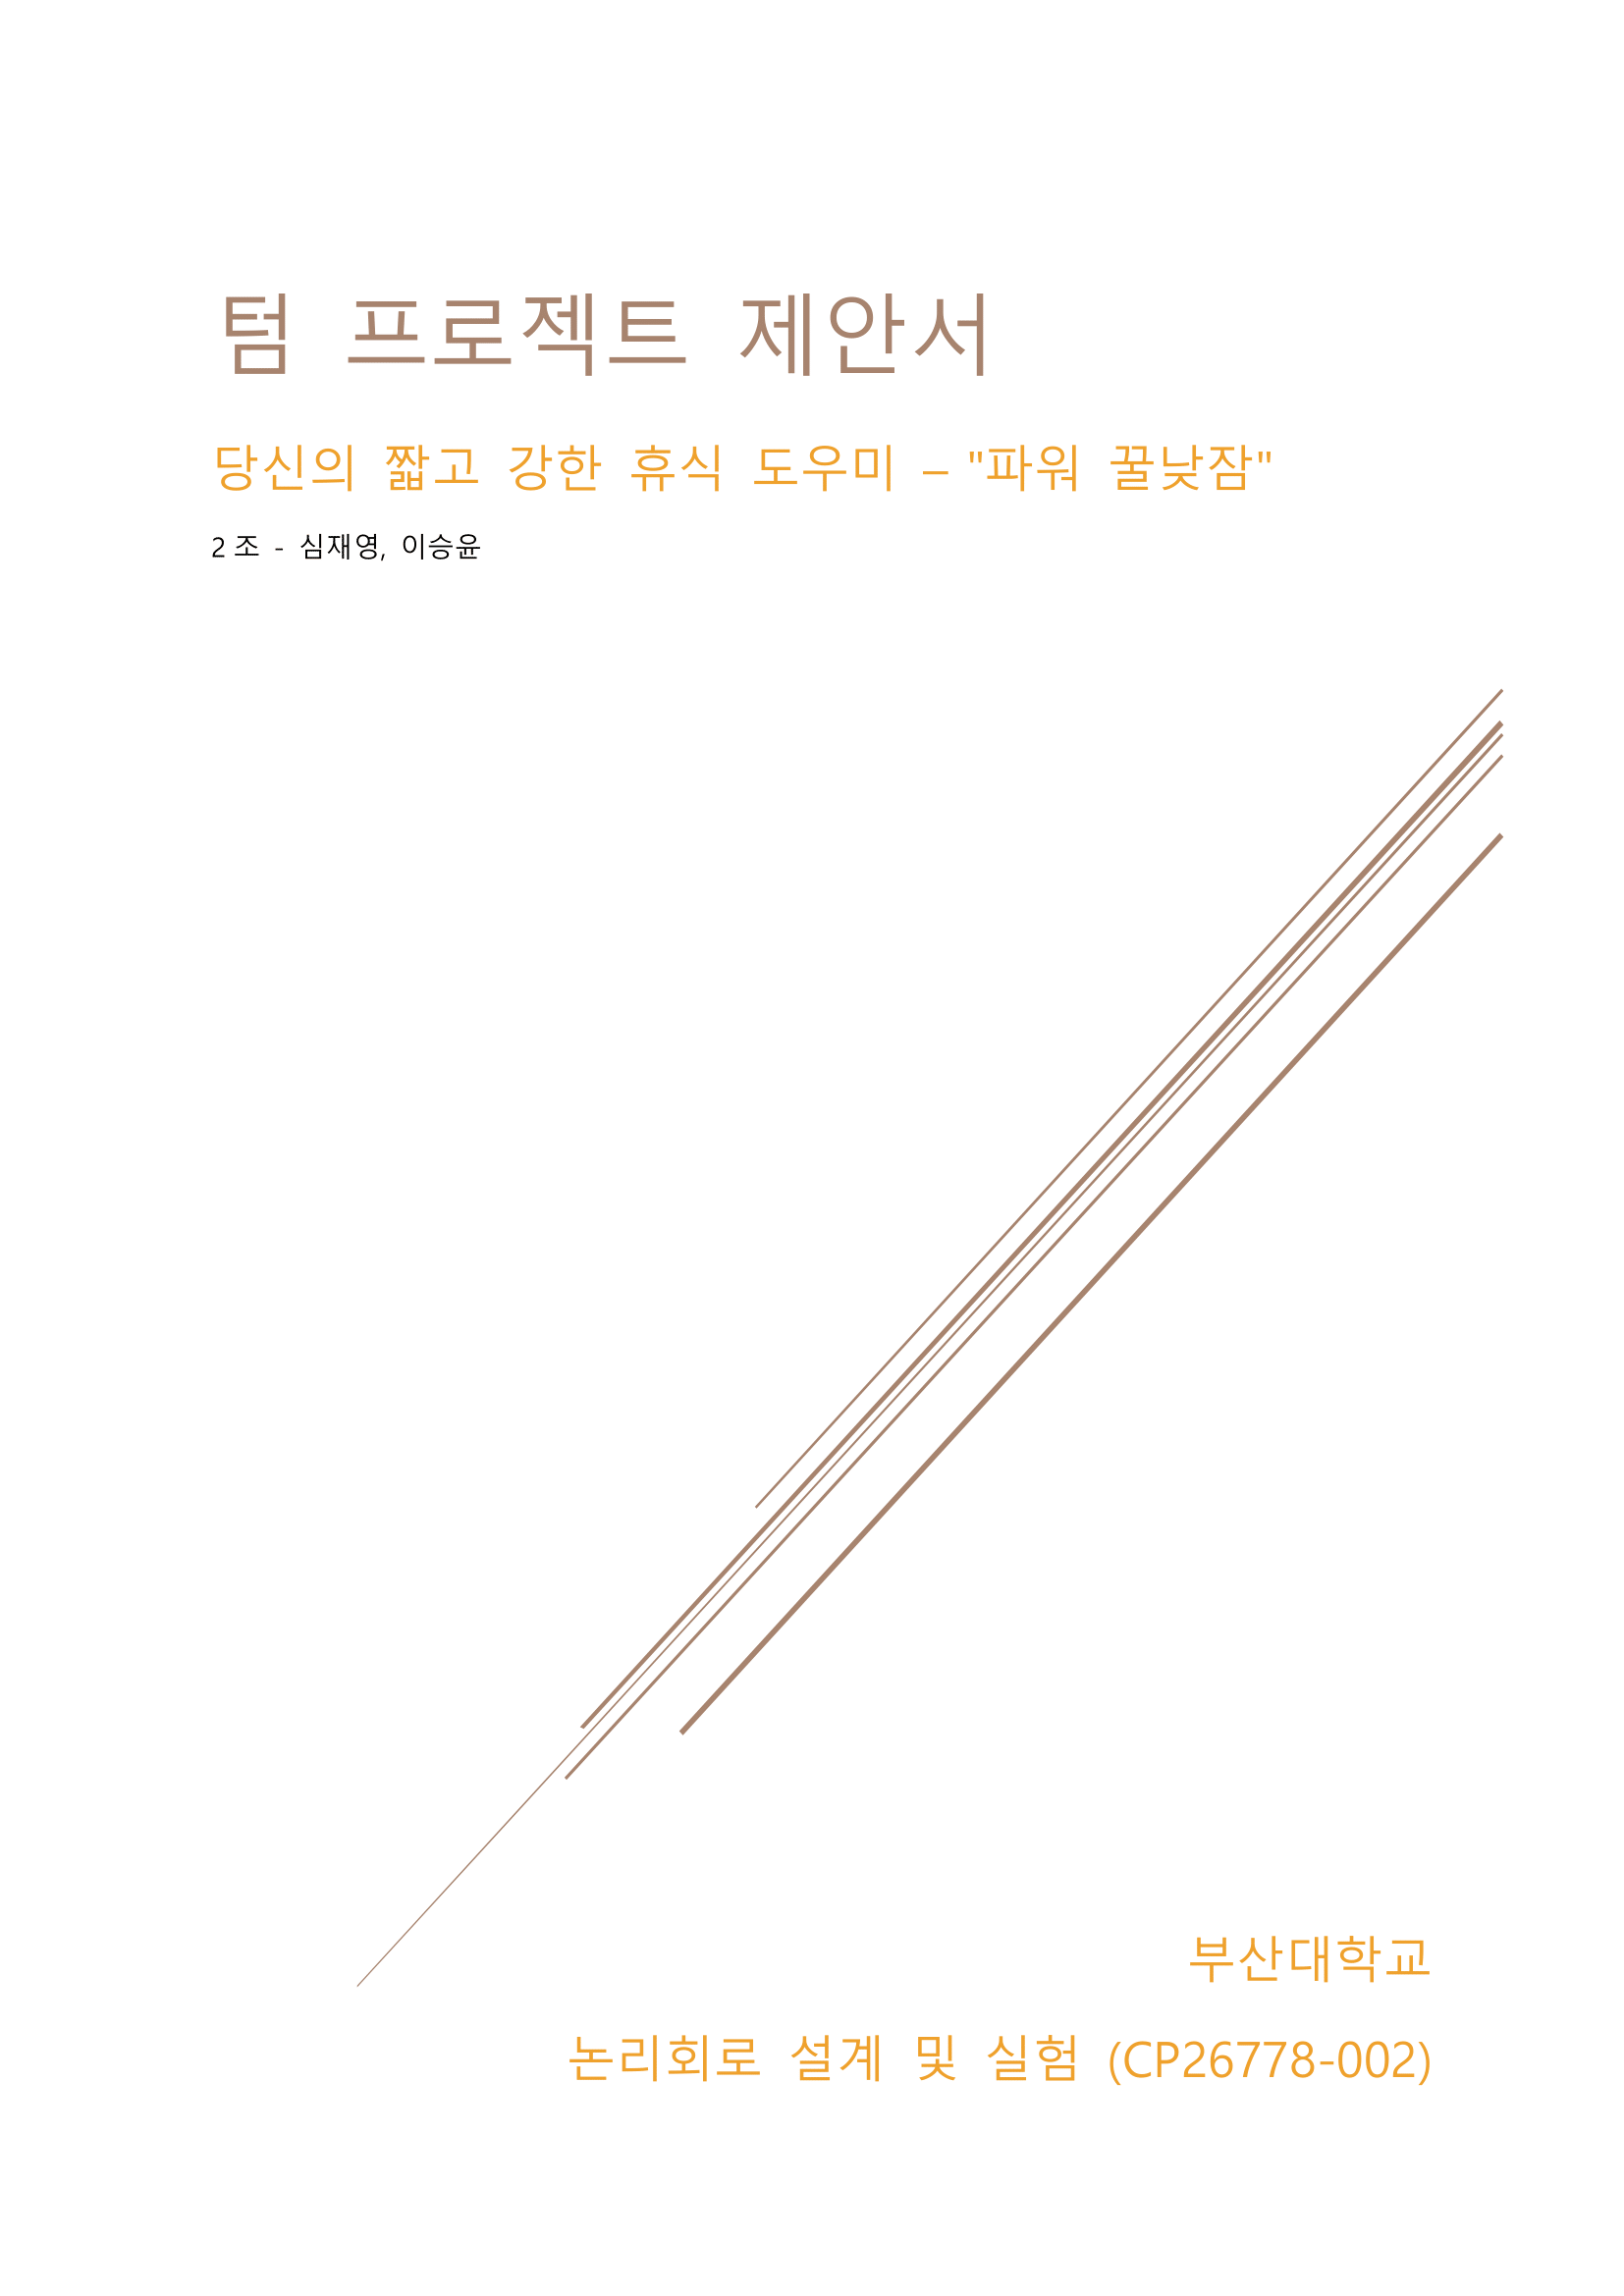 텀 프로젝트 제안서
당신의 짧고 강한 휴식 도우미 – "파워 꿀낮잠"
2조 - 심재영, 이승윤
부산대학교
논리회로 설계 및 실험 (CP26778-002)